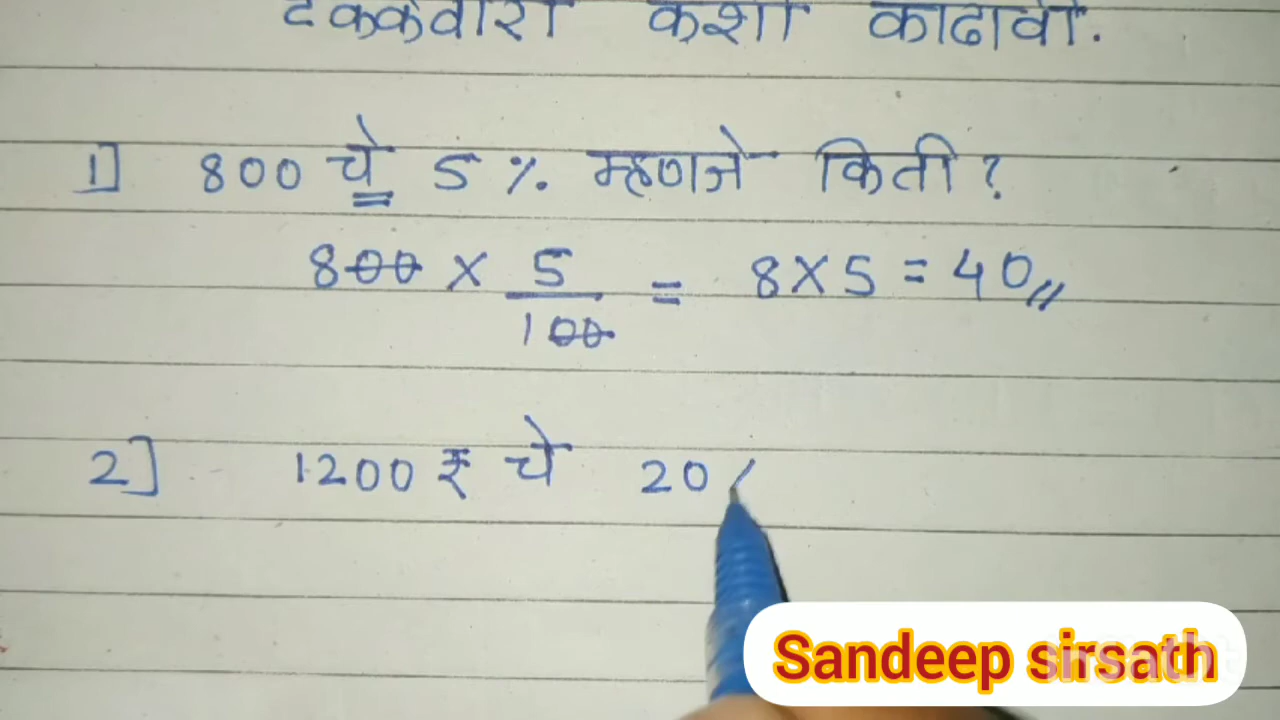 टक्केवारी कशी काढावी.
1] 800 चे 5% म्हणजे किती?
800 × 5/100 = 8×5 = 40
2] 1200 ₹ चे 20
Sandeep sirsath